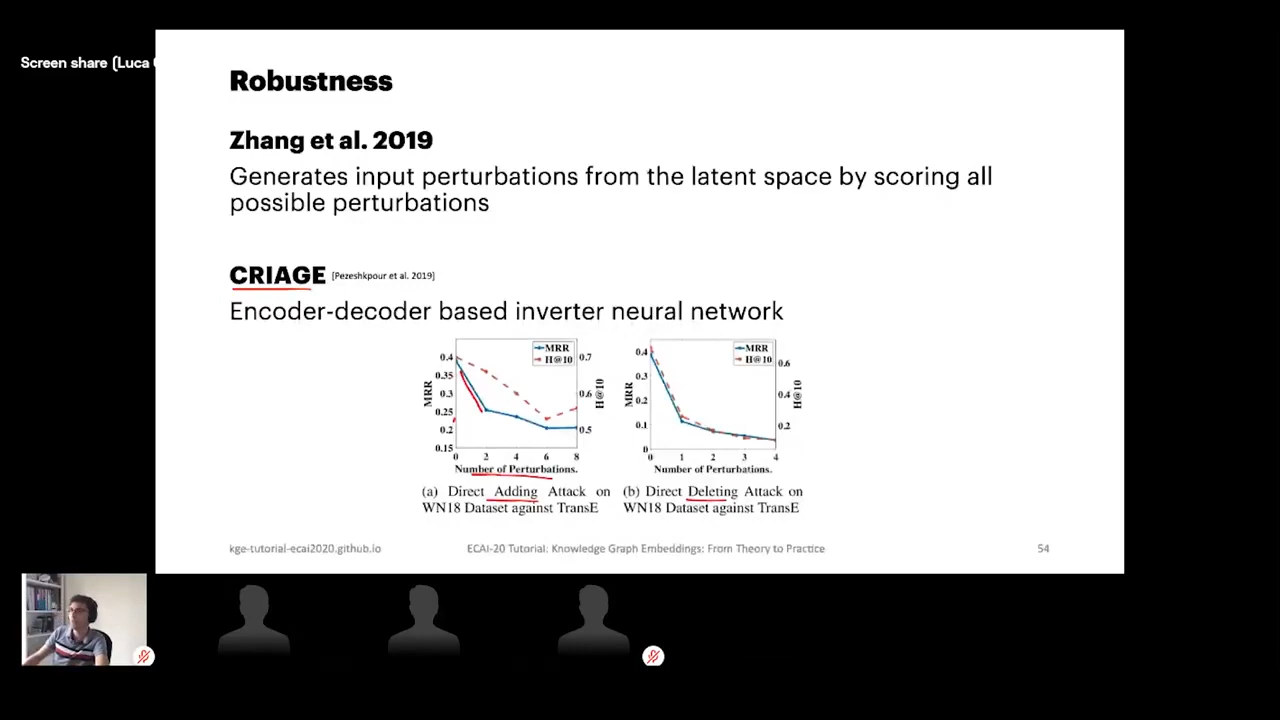 Screen share (Luca
Robustness
Zhang et al. 2019
Generates input perturbations from the latent space by scoring all
possible perturbations
CRIAGE [Pezeshkpour et al. 2019]
Encoder-decoder based inverter neural network
MRR
H@10
0.4
0.35
0.3
0.25
0.2
0.15
0.7
0.6
0.5
MRR
H@10
0 2 4 6 8
Number of Perturbations.
(a) Direct Adding Attack on
WN18 Dataset against TransE
MRR
H@10
0.4
0.3
0.2
0.1
0
0.6
0.4
0.2
MRR
H@10
0 1 2 3 4
Number of Perturbations.
(b) Direct Deleting Attack on
WN18 Dataset against TransE
kge-tutorial-ecai2020.github.io
ECAI-20 Tutorial: Knowledge Graph Embeddings: From Theory to Practice
54